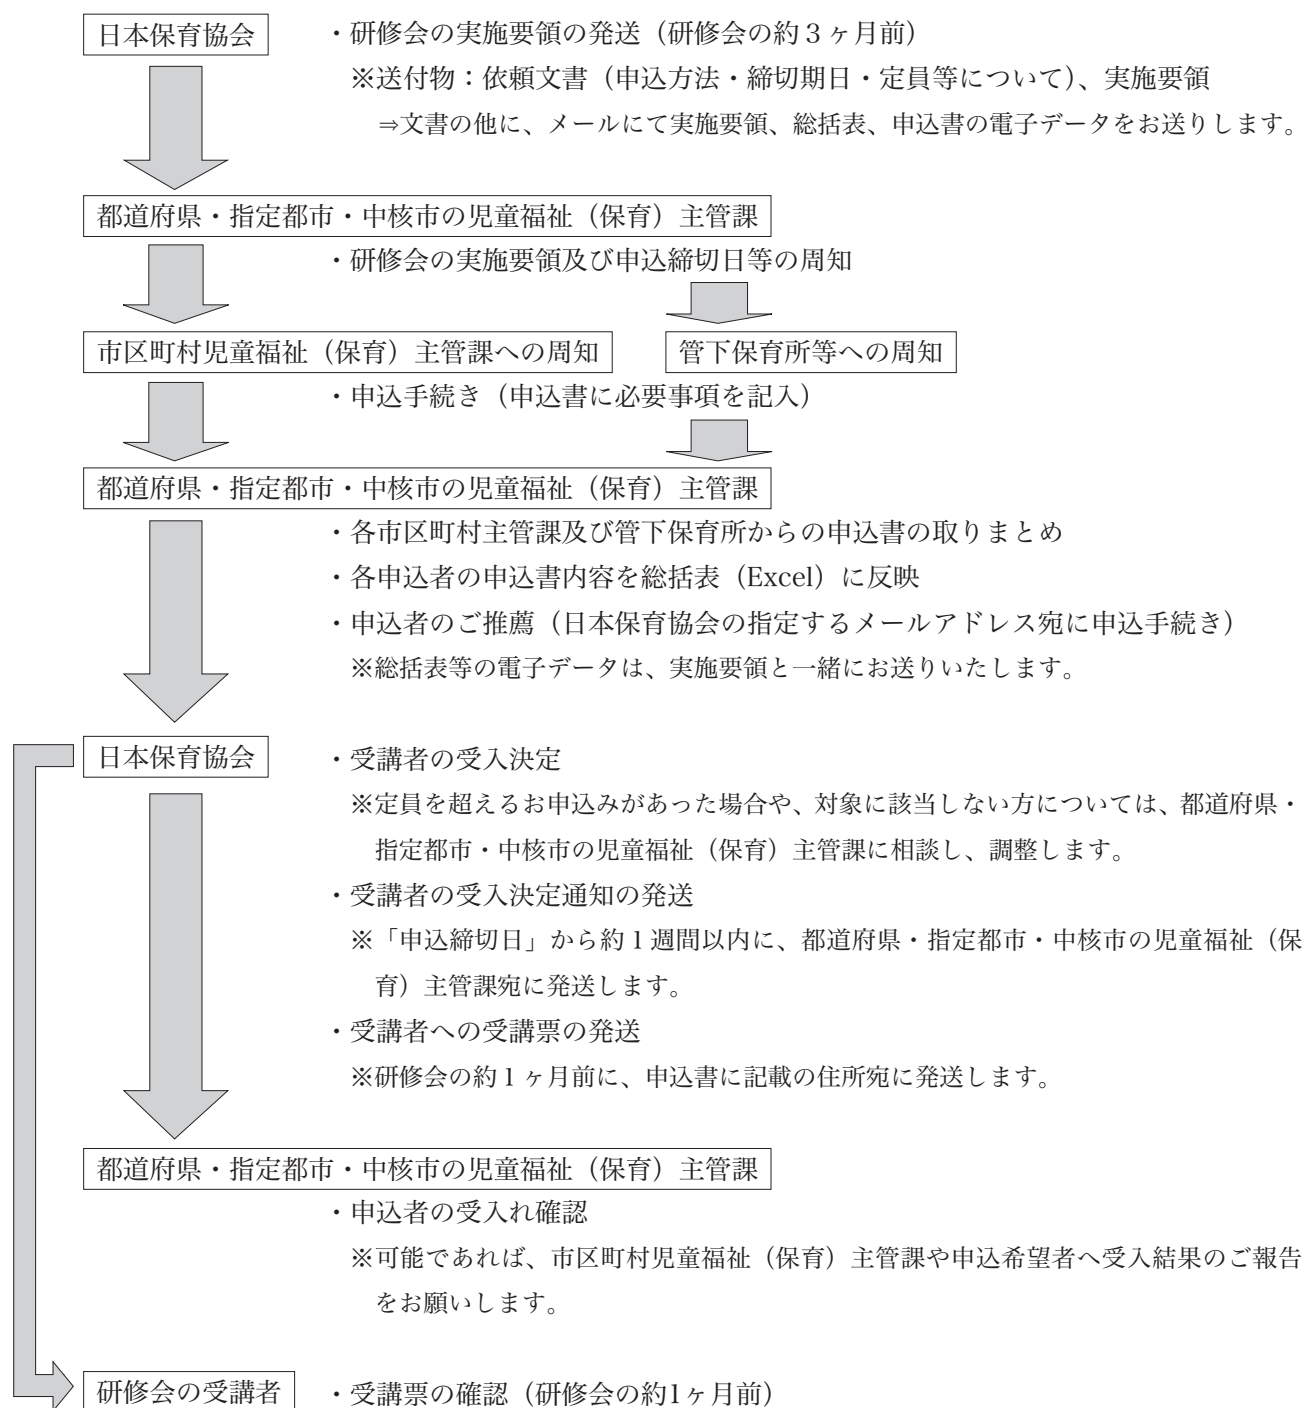 日本保育協会
・研修会の実施要領の発送（研修会の約３ヶ月前）
※送付物：依頼文書（申込方法・締切期日・定員等について）、実施要領
⇒文書の他に、メールにて実施要領、総括表、申込書の電子データをお送りします。
都道府県・指定都市・中核市の児童福祉（保育）主管課
・研修会の実施要領及び申込締切日等の周知
市区町村児童福祉（保育）主管課への周知
管下保育所等への周知
・申込手続き（申込書に必要事項を記入）
都道府県・指定都市・中核市の児童福祉（保育）主管課
・各市区町村主管課及び管下保育所からの申込書の取りまとめ
・各申込者の申込書内容を総括表（Excel）に反映
・申込者のご推薦（日本保育協会の指定するメールアドレス宛に申込手続き）
※総括表等の電子データは、実施要領と一緒にお送りいたします。
日本保育協会
・受講者の受入決定
※定員を超えるお申込みがあった場合や、対象に該当しない方については、都道府県・
指定都市・中核市の児童福祉（保育）主管課に相談し、調整します。
・受講者の受入決定通知の発送
※「申込締切日」から約１週間以内に、都道府県・指定都市・中核市の児童福祉（保
育）主管課宛に発送します。
・受講者への受講票の発送
※研修会の約１ヶ月前に、申込書に記載の住所宛に発送します。
都道府県・指定都市・中核市の児童福祉（保育）主管課
・申込者の受入れ確認
※可能であれば、市区町村児童福祉（保育）主管課や申込希望者へ受入結果のご報告
をお願いします。
研修会の受講者
・受講票の確認（研修会の約1ヶ月前）